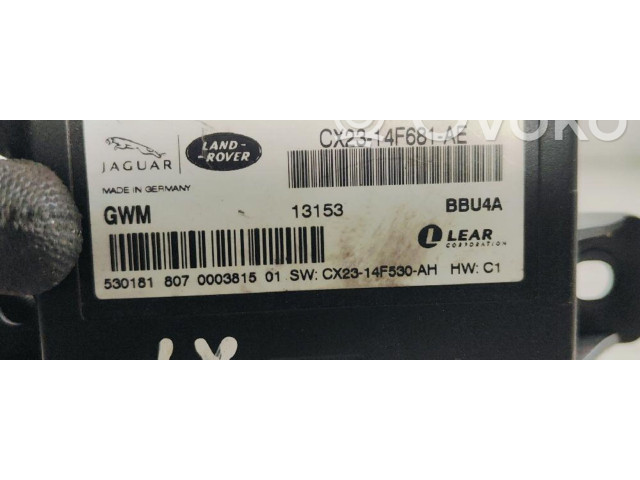 CX23-14F681-AE
JAGUAR
LAND-
-ROVER
MADE IN GERMANY
GWM 13153 BBU4A
LEAR
CORPORATION
530181 807 0003815 01 SW: CX23-14F530-AH HW: C1